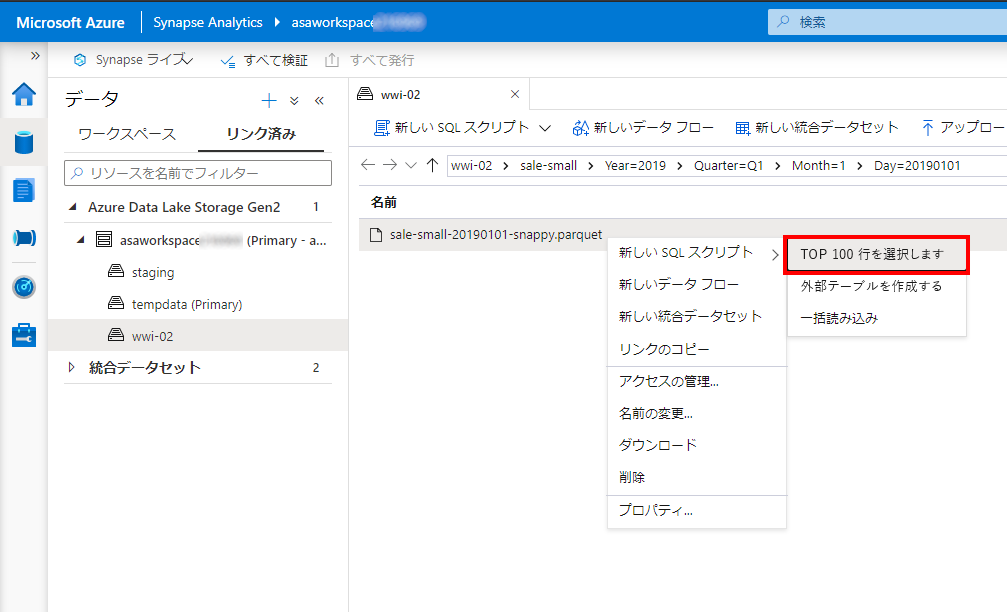 Microsoft Azure
Synapse Analytics
asaworkspace
検索
Synapse ライブ
すべて検証
すべて発行
データ
ワークスペース
リンク済み
リソースを名前でフィルター
Azure Data Lake Storage Gen2 1
asaworkspace (Primary - a...
staging
tempdata (Primary)
wwi-02
統合データセット 2
wwi-02
新しい SQL スクリプト
新しいデータ フロー
新しい統合データセット
アップロー
wwi-02 > sale-small > Year=2019 > Quarter=Q1 > Month=1 > Day=20190101
名前
sale-small-20190101-snappy.parquet
新しい SQL スクリプト
新しいデータ フロー
新しい統合データセット
リンクのコピー
アクセスの管理...
名前の変更...
ダウンロード
削除
プロパティ...
TOP 100 行を選択します
外部テーブルを作成する
一括読み込み